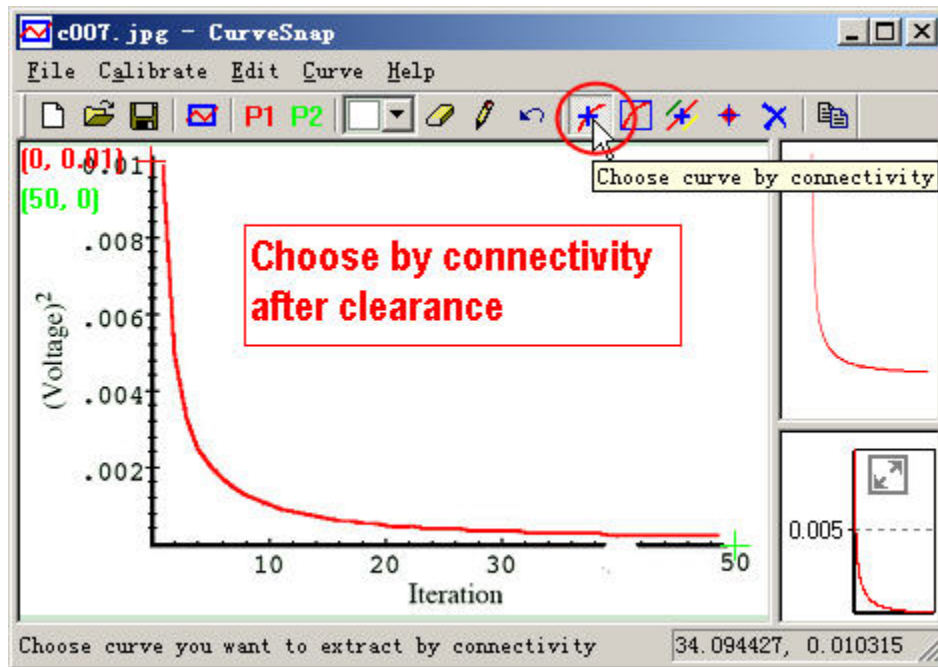 c007.jpg - CurveSnap
File Calibrate Edit Curve Help
P1 P2
Choose curve by connectivity
(0, 0.01)
(50, 0)
.01
.008
.006
.004
.002
(Voltage)2
Choose by connectivity
after clearance
10 20 30 50
Iteration
0.005
Choose curve you want to extract by connectivity 34.094427, 0.010315